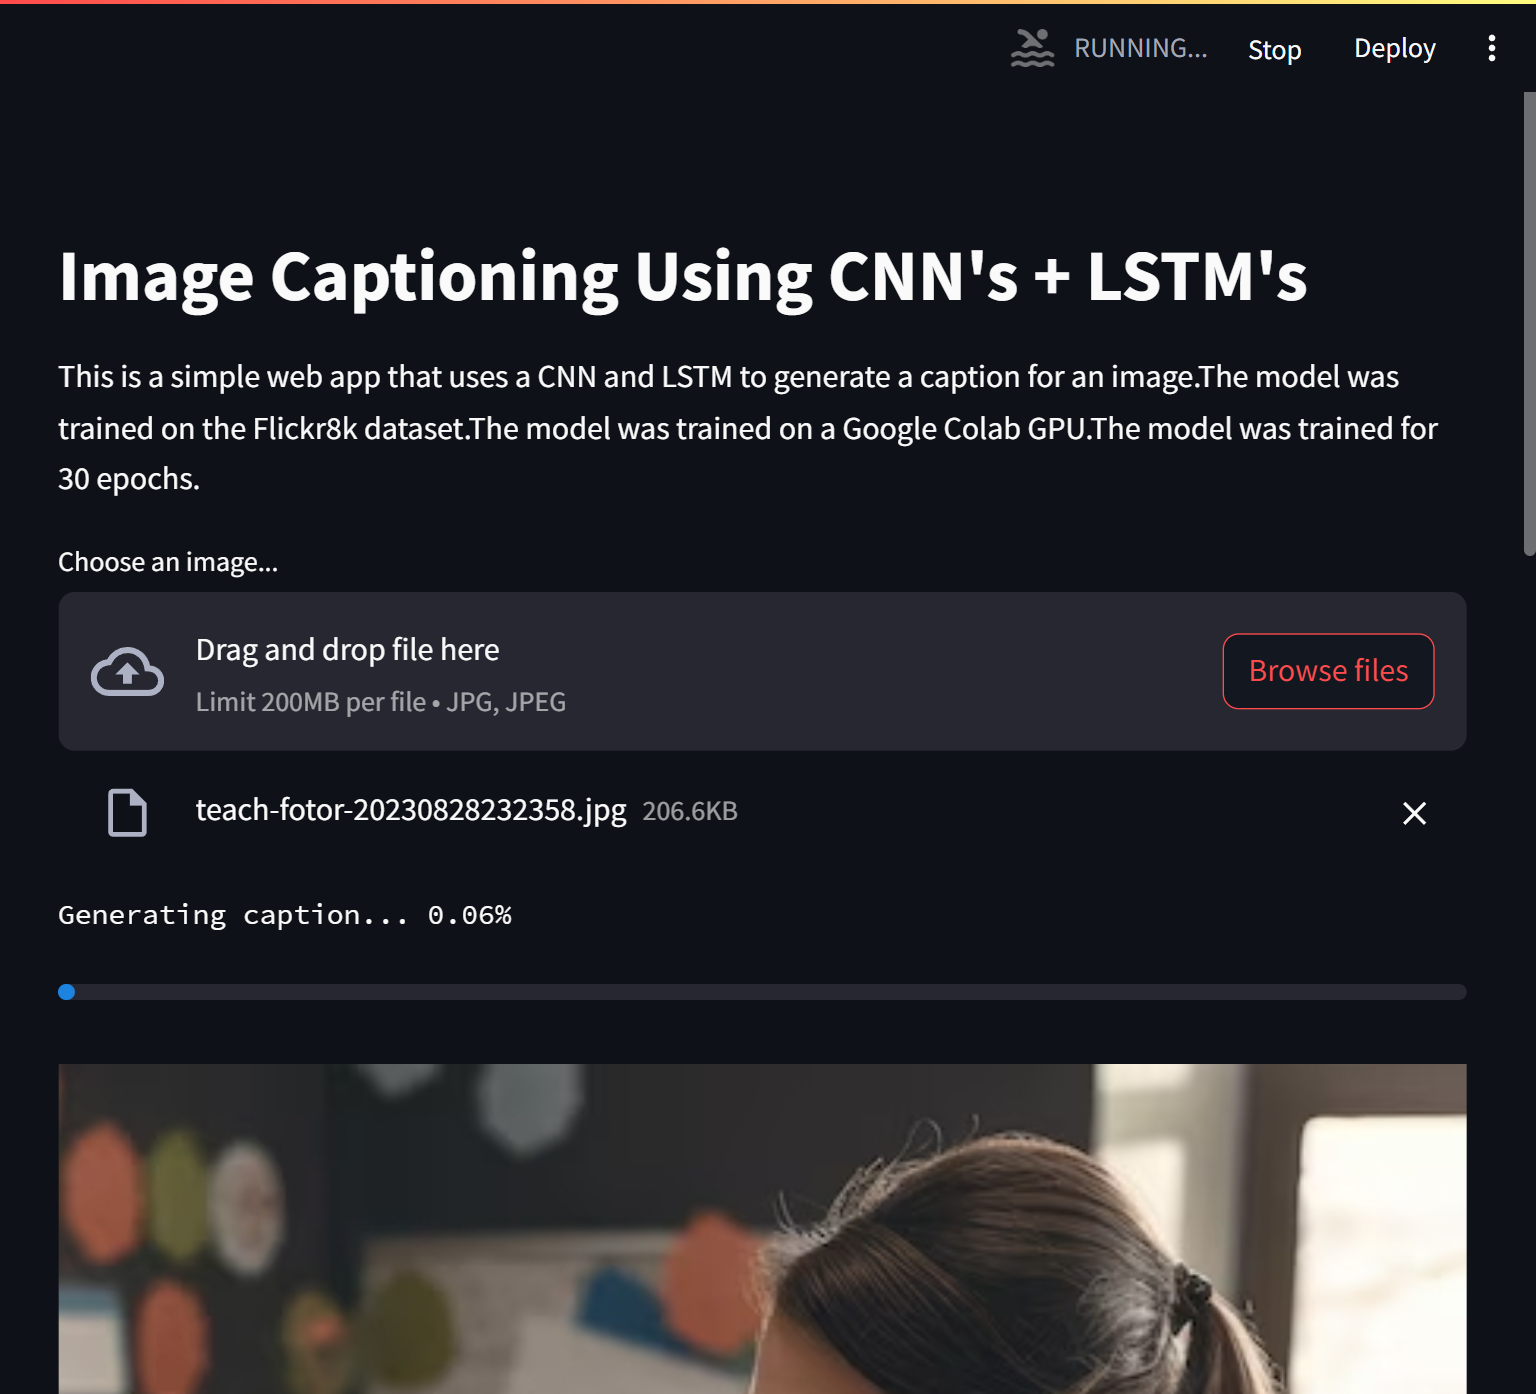 RUNNING... Stop Deploy
Image Captioning Using CNN's + LSTM's
This is a simple web app that uses a CNN and LSTM to generate a caption for an image.The model was
trained on the Flickr8k dataset.The model was trained on a Google Colab GPU.The model was trained for
30 epochs.
Choose an image...
Drag and drop file here
Limit 200MB per file • JPG, JPEG
Browse files
teach-fotor-20230828232358.jpg 206.6KB
Generating caption... 0.06%